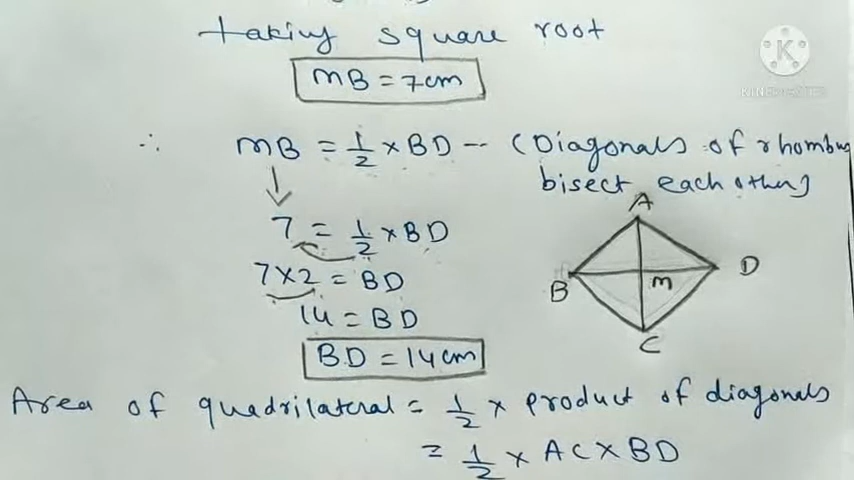 taking square root
MB = 7cm
∴ MB = 1/2 × BD -- (Diagonals of rhombus
bisect each other)
7 = 1/2 × BD
7×2 = BD
14 = BD
BD = 14cm
A
B
D
M
C
Area of quadrilateral = 1/2 × product of diagonals
= 1/2 × AC × BD
K